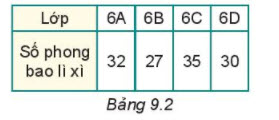 Lớp 6A 6B 6C 6D
Số phong
bao lì xì 32 27 35 30
Bảng 9.2